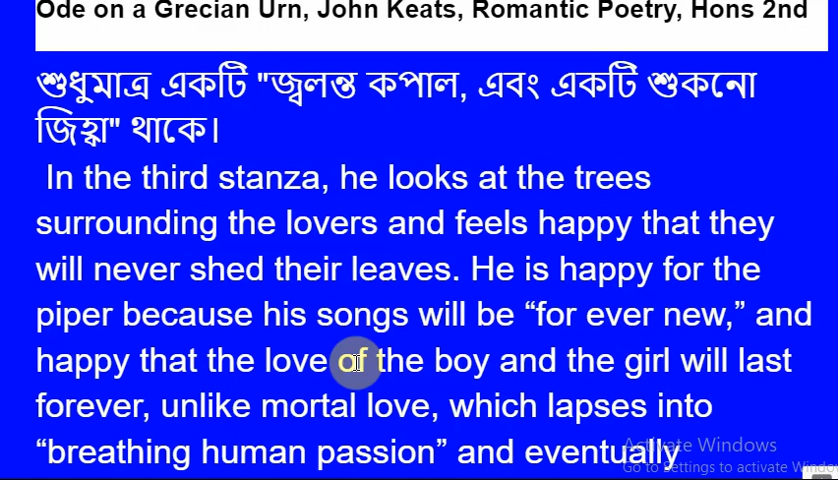 Ode on a Grecian Urn, John Keats, Romantic Poetry, Hons 2nd
শুধুমাত্র একটি "জ্বলন্ত কপাল, এবং একটি শুকনো
জিহ্বা" থাকে।
In the third stanza, he looks at the trees
surrounding the lovers and feels happy that they
will never shed their leaves. He is happy for the
piper because his songs will be “for ever new,” and
happy that the love of the boy and the girl will last
forever, unlike mortal love, which lapses into
“breathing human passion” and eventually
Activate Windows
Go to Settings to activate Windows